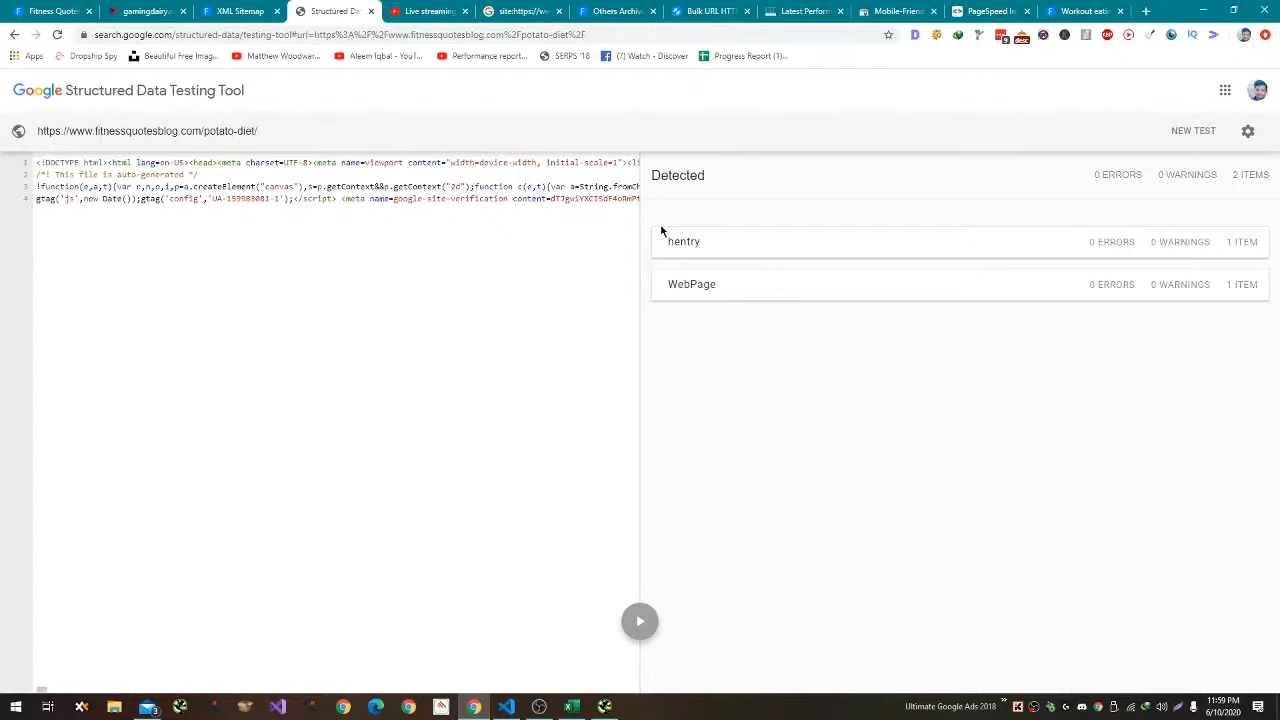 Fitness Quote
gamingdairy.c
XML Sitemap
Structured Dat
Live streaming
site:https://we
Others Archive
Bulk URL HTT
Latest Perform
Mobile-Friend
PageSpeed In
Workout eatin
search.google.com/structured-data/testing-tool#url=https%3A%2F%2Fwww.fitnessquotesblog.com%2Fpotato-diet%2F
Apps
Dropship Spy
Beautiful Free Imag...
Matthew Woodwar...
Aleem Iqbal - YouT...
Performance report...
SERPS '18
(7) Watch - Discover
Progress Report (1)...
Google Structured Data Testing Tool
https://www.fitnessquotesblog.com/potato-diet/
NEW TEST
1 <!DOCTYPE html><html lang=en-US><head><meta charset=UTF-8><meta name=viewport content="width=device-width, initial-scale=1"><li
2 /*! This file is auto-generated */
3 !function(e,a,t){var r,n,o,i,p=a.createElement("canvas"),s=p.getContext&&p.getContext("2d");function c(e,t){var a=String.fromCh
4 gtag('js',new Date());gtag('config','UA-159983081-1');</script> <meta name=google-site-verification
Detected
0 ERRORS 0 WARNINGS 2 ITEMS
hentry 0 ERRORS 0 WARNINGS 1 ITEM
WebPage 0 ERRORS 0 WARNINGS 1 ITEM
Ultimate Google Ads 2018
11:59 PM
6/10/2020